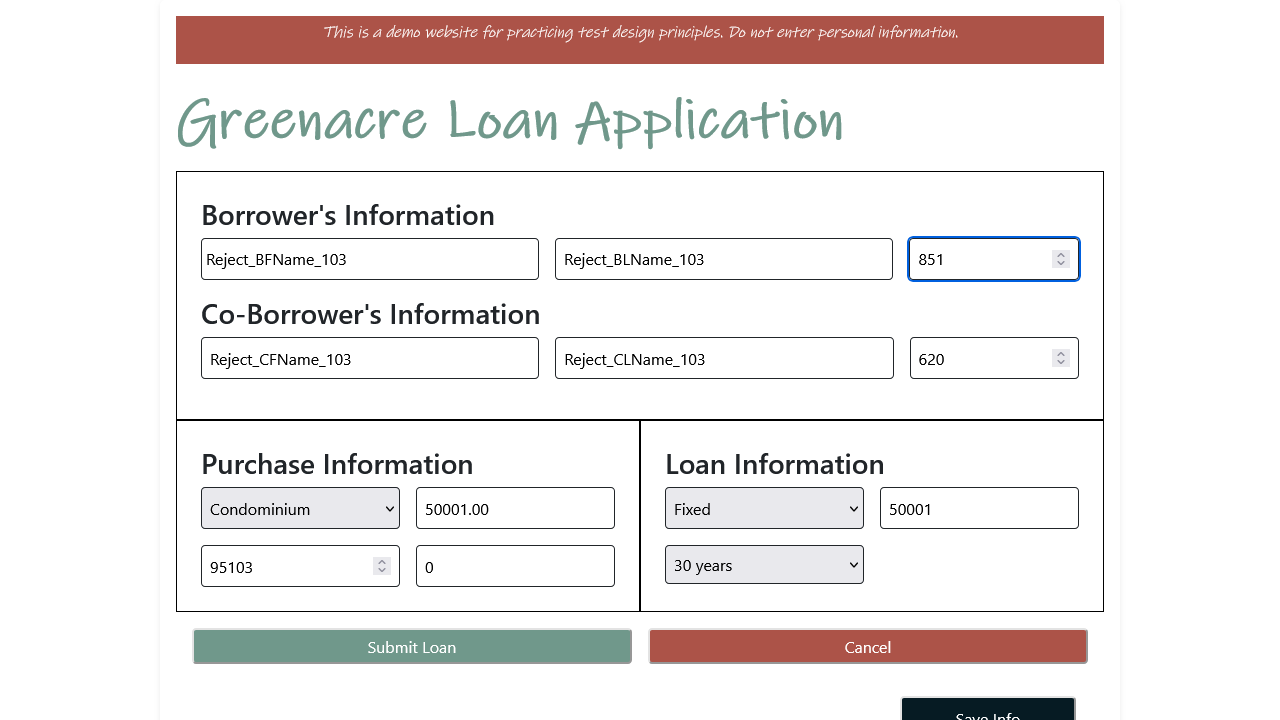 This is a demo website for practicing test design principles. Do not enter personal information.
Greenacre Loan Application
Borrower's Information
Reject_BFName_103 Reject_BLName_103 851
Co-Borrower's Information
Reject_CFName_103 Reject_CLName_103 620
Purchase Information
Condominium 50001.00
95103 0
Loan Information
Fixed 50001
30 years
Submit Loan Cancel
Save Info